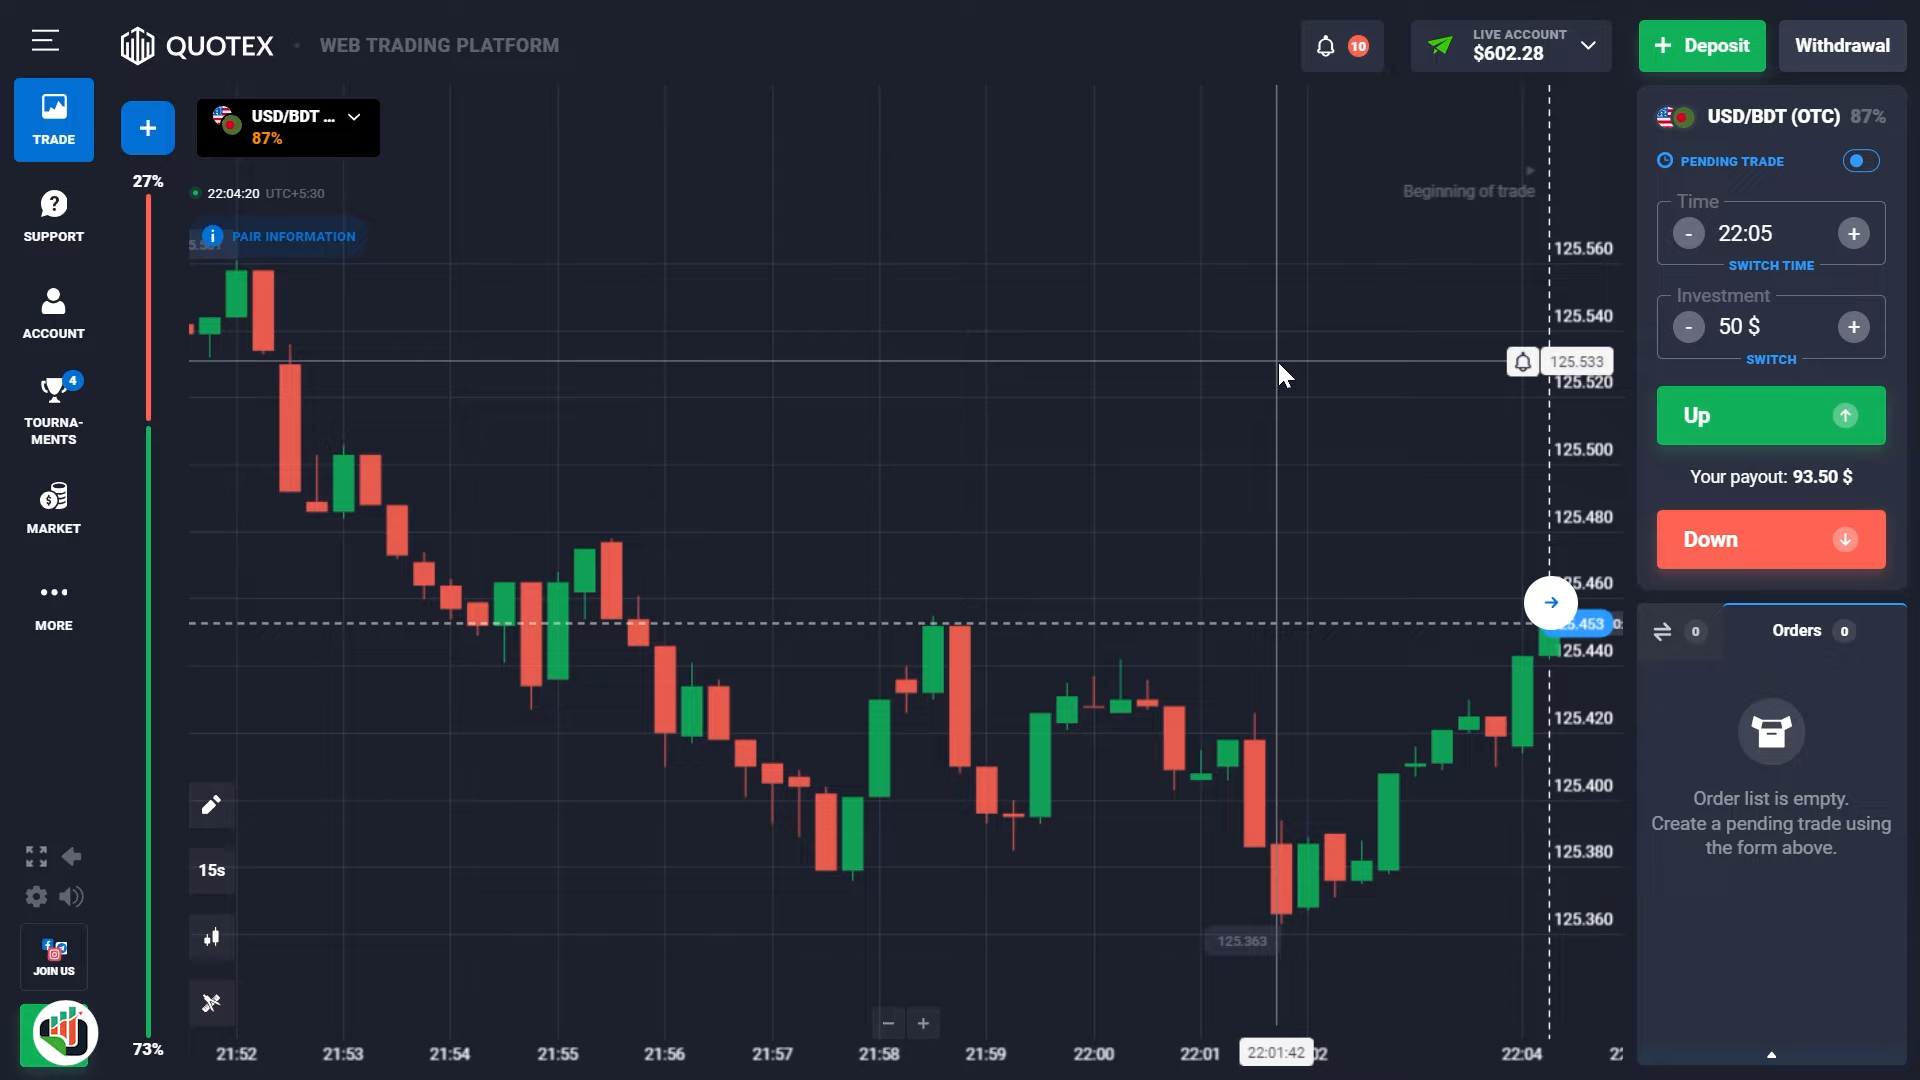 QUOTEX
WEB TRADING PLATFORM
10
LIVE ACCOUNT
$602.28
+ Deposit
Withdrawal
TRADE
SUPPORT
ACCOUNT
4
TOURNA-
MENTS
MARKET
MORE
JOIN US
+
USD/BDT ...
87%
27%
73%
22:04:20 UTC+5:30
PAIR INFORMATION
Beginning of trade
125.560
125.540
125.533
125.520
125.500
125.480
125.440
125.420
125.400
125.380
125.360
125.363
15s
21:52
21:53
21:54
21:55
21:56
21:57
21:58
21:59
22:00
22:01
22:01:42
22:04
USD/BDT (OTC) 87%
PENDING TRADE
Time
- 22:05 +
SWITCH TIME
Investment
- 50 $ +
SWITCH
Up
Your payout: 93.50 $
Down
0
Orders 0
Order list is empty.
Create a pending trade using
the form above.